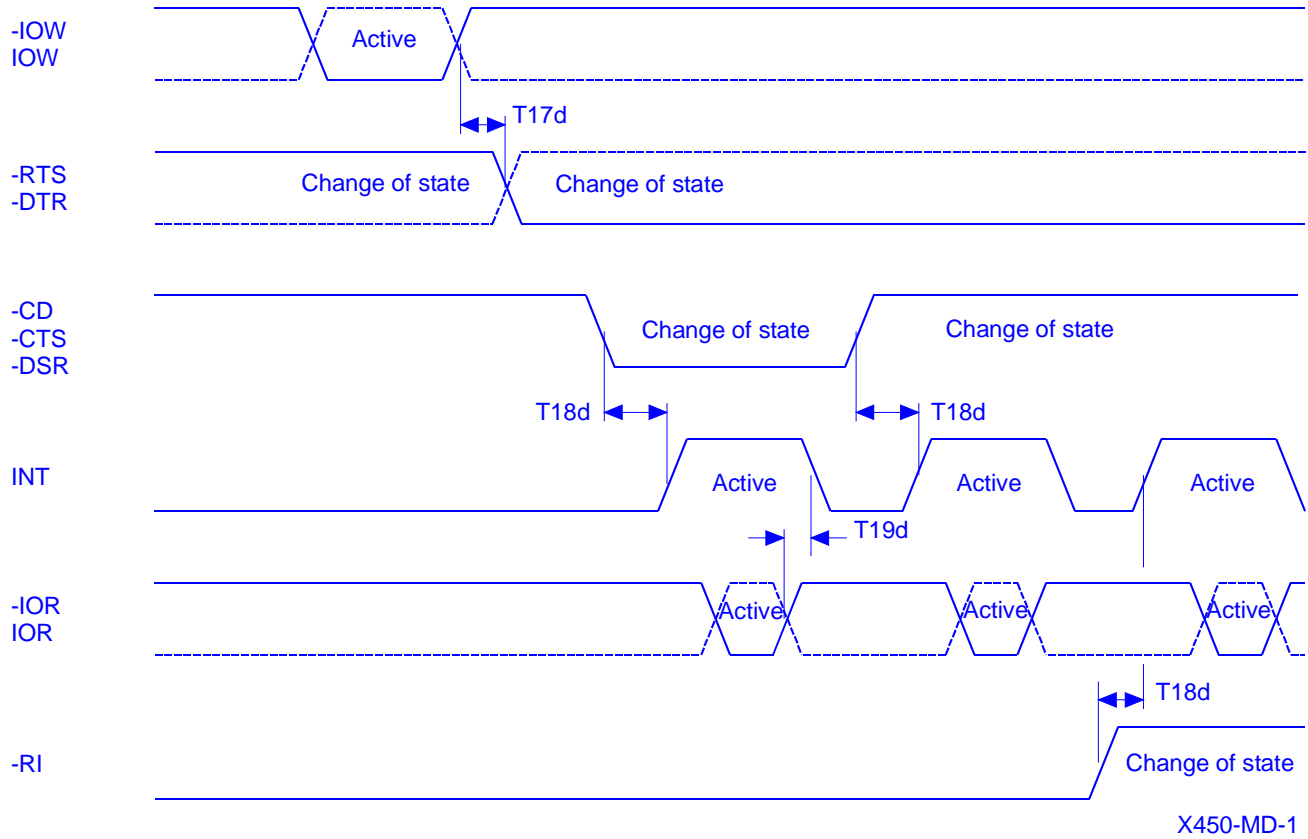 -IOW
IOW
Active
T17d
-RTS
-DTR
Change of state
Change of state
-CD
-CTS
-DSR
Change of state
Change of state
T18d
T18d
INT
Active
Active
Active
T19d
-IOR
IOR
Active
Active
Active
T18d
-RI
Change of state
X450-MD-1